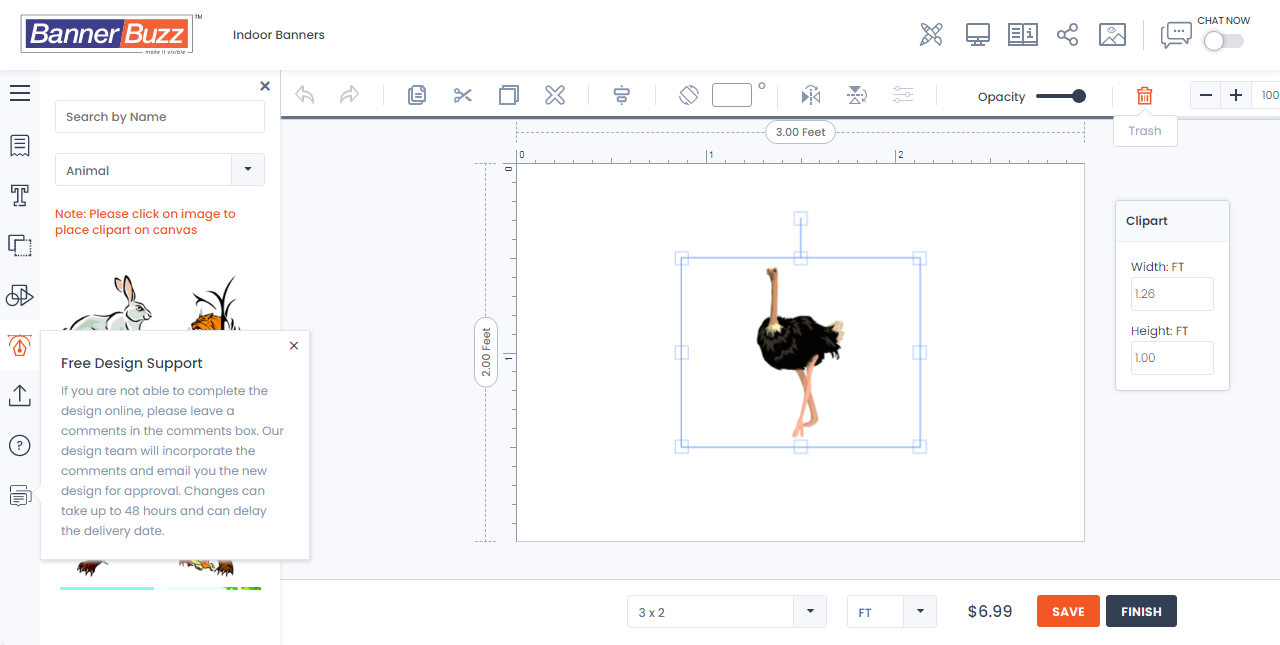 BannerBuzz™
make it visible
Indoor Banners
CHAT NOW
Search by Name
Opacity
Trash
3.00 Feet
0
1
2
0
1
2.00 Feet
Animal
Note: Please click on image to
place clipart on canvas
Clipart
Width: FT
1.26
Height: FT
1.00
Free Design Support
If you are not able to complete the
design online, please leave a
comments in the comments box. Our
design team will incorporate the
comments and email you the new
design for approval. Changes can
take up to 48 hours and can delay
the delivery date.
3 x 2
FT
$6.99
SAVE
FINISH